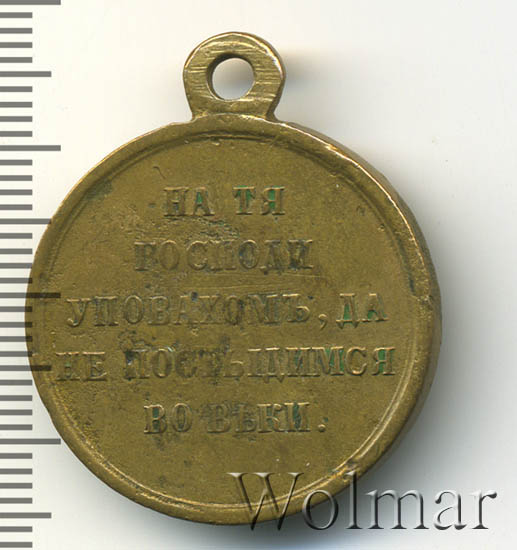 НА ТЯ
ГОСПОДИ
УПОВАХОМЪ, ДА
НЕ ПОСТЫДИМСЯ
ВО ВѢКИ.
Wolmar